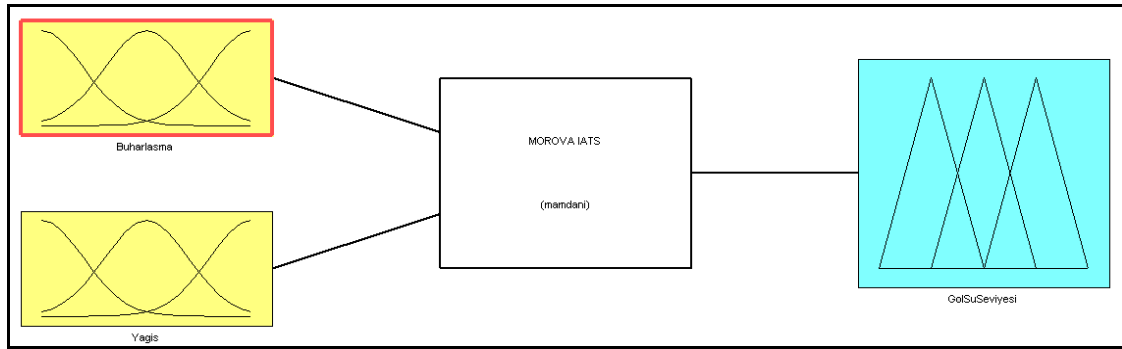 Buharlasma
MOROVA IATS
(mamdani)
GolSuSeviyesi
Yagis